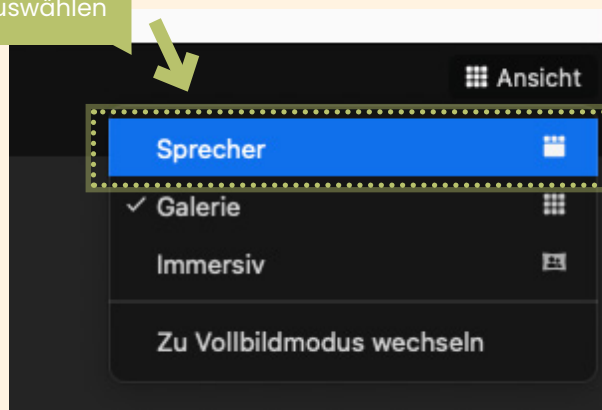 uswählen
Ansicht
Sprecher
Galerie
Immersiv
Zu Vollbildmodus wechseln